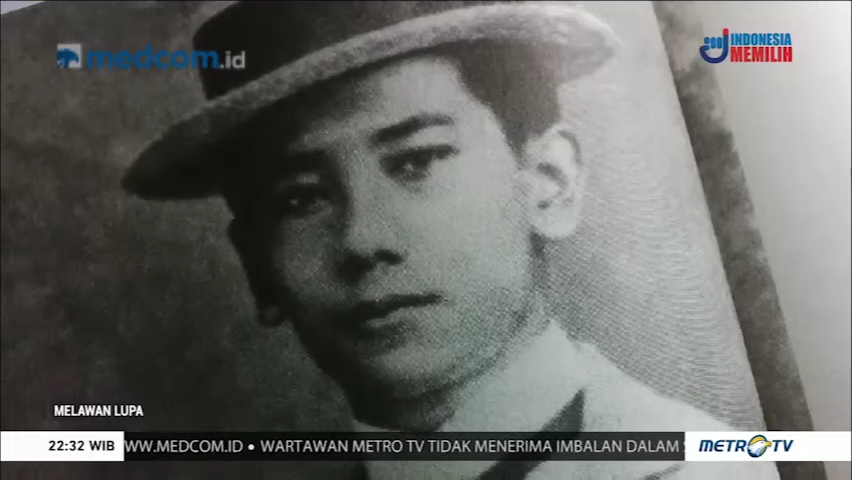 medcom.id
INDONESIA
MEMILIH
MELAWAN LUPA
22:32 WIB
WWW.MEDCOM.ID • WARTAWAN METRO TV TIDAK MENERIMA IMBALAN DALAM
METRO TV